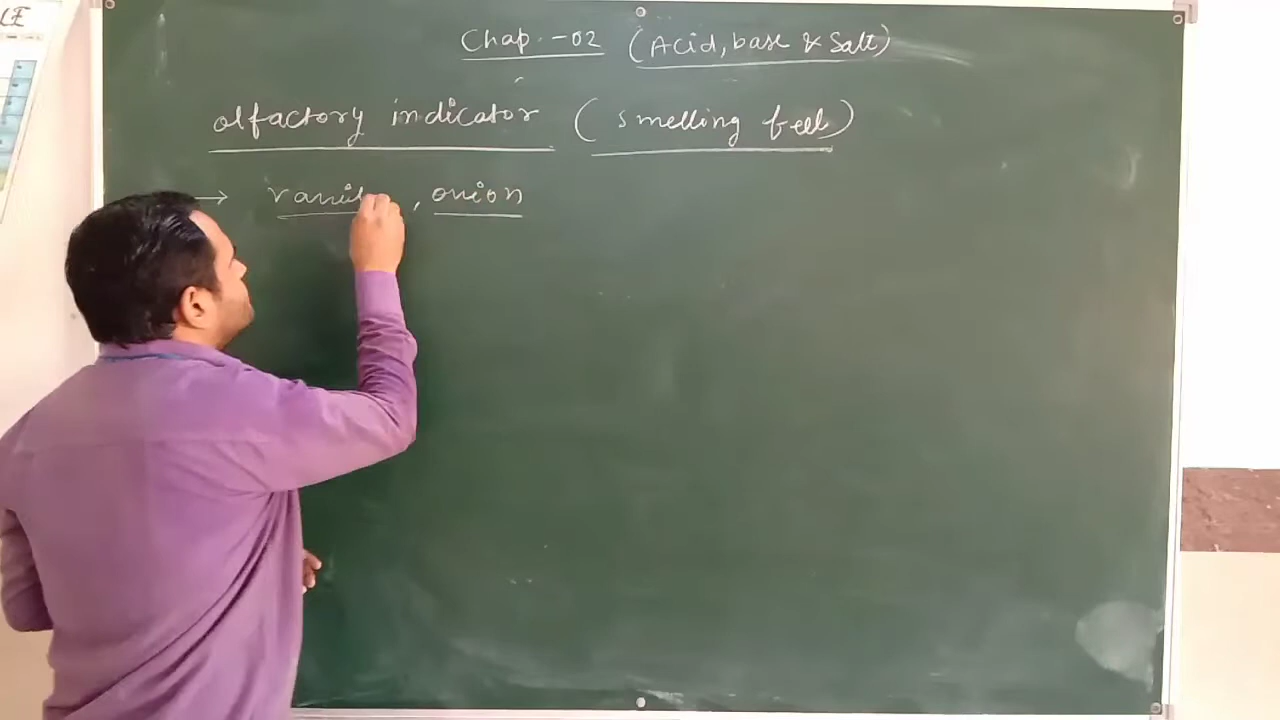 Chap.-02 (Acid, base & Salt)
olfactory indicator (smelling feel)
→ , onion